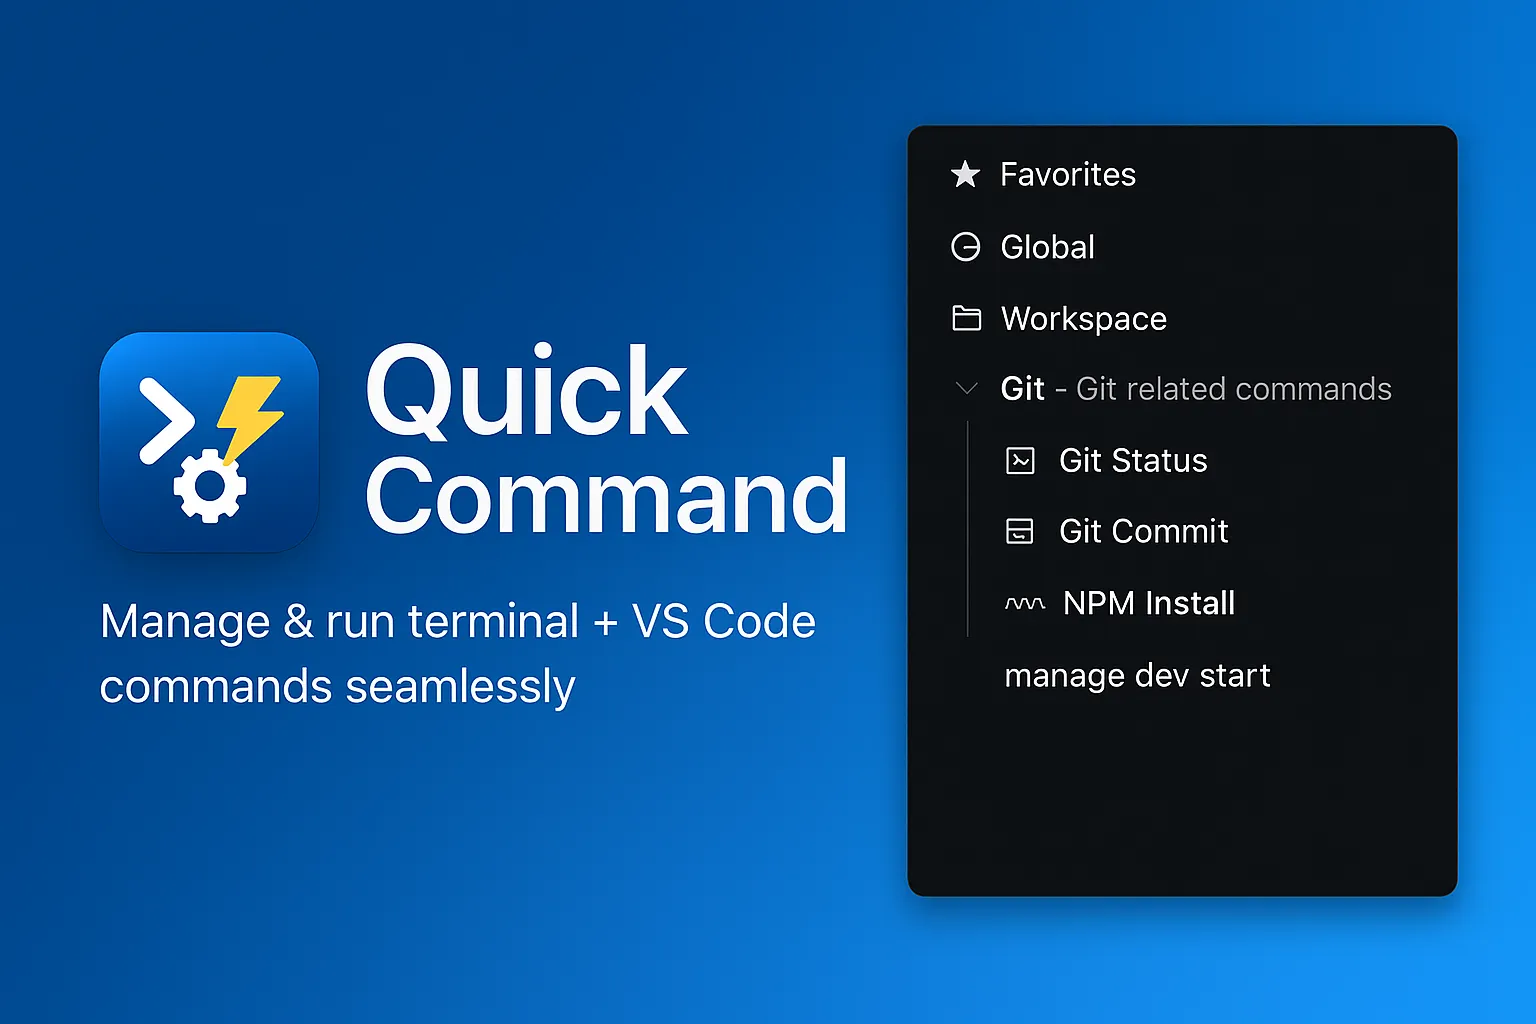 Quick
Command
Manage & run terminal + VS Code
commands seamlessly
Favorites
Global
Workspace
Git - Git related commands
Git Status
Git Commit
NPM Install
manage dev start